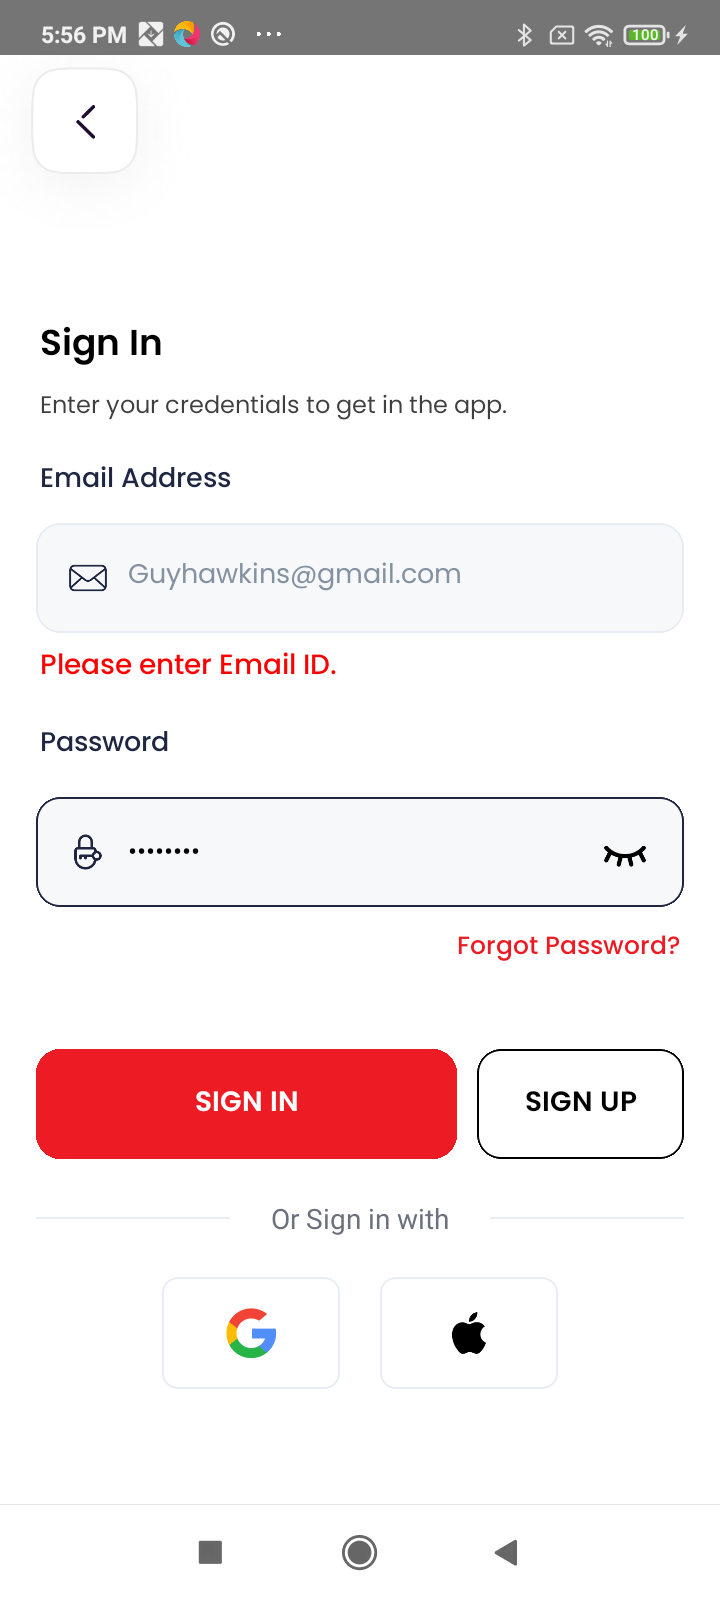 5:56 PM
100
Sign In
Enter your credentials to get in the app.
Email Address
Guyhawkins@gmail.com
Please enter Email ID.
Password
••••••••
Forgot Password?
SIGN IN
SIGN UP
Or Sign in with